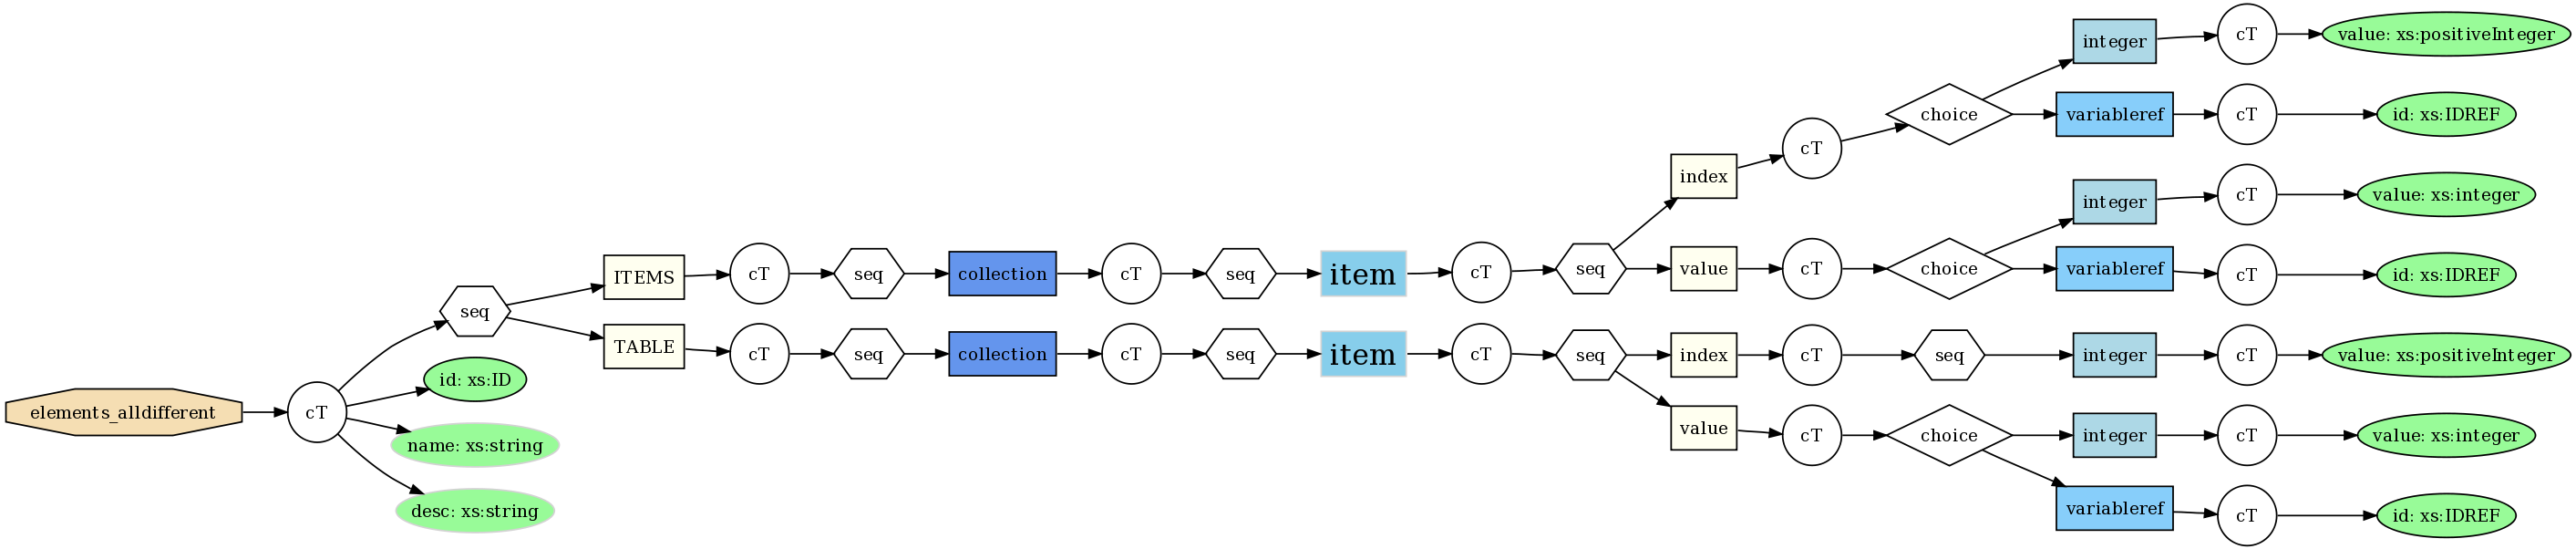 elements_alldifferent
cT
seq
id: xs:ID
name: xs:string
desc: xs:string
ITEMS
cT
seq
collection
cT
seq
item
cT
seq
index
cT
choice
integer
cT
value: xs:positiveInteger
variableref
cT
id: xs:IDREF
value
cT
choice
integer
cT
value: xs:integer
variableref
cT
id: xs:IDREF
TABLE
cT
seq
collection
cT
seq
item
cT
seq
index
cT
seq
integer
cT
value: xs:positiveInteger
value
cT
choice
integer
cT
value: xs:integer
variableref
cT
id: xs:IDREF